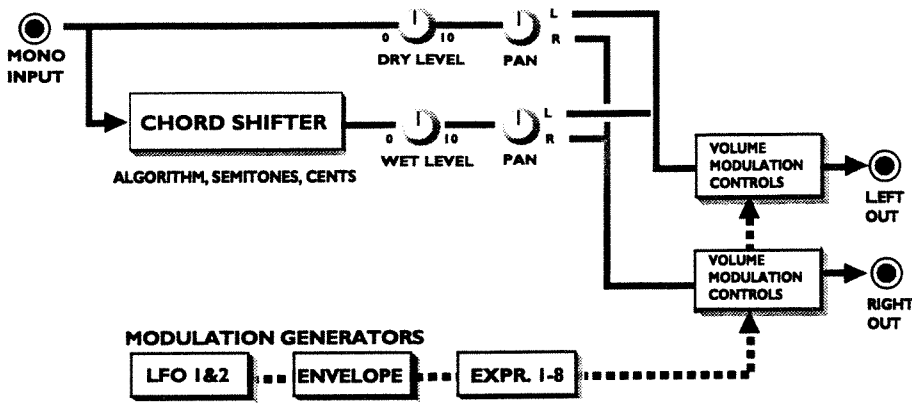 L
R
MONO
INPUT
0
10
DRY LEVEL
PAN
CHORD SHIFTER
L
R
0
10
WET LEVEL
PAN
ALGORITHM, SEMITONES, CENTS
VOLUME
MODULATION
CONTROLS
LEFT
OUT
VOLUME
MODULATION
CONTROLS
RIGHT
OUT
MODULATION GENERATORS
LFO 1&2
ENVELOPE
EXPR. 1-8